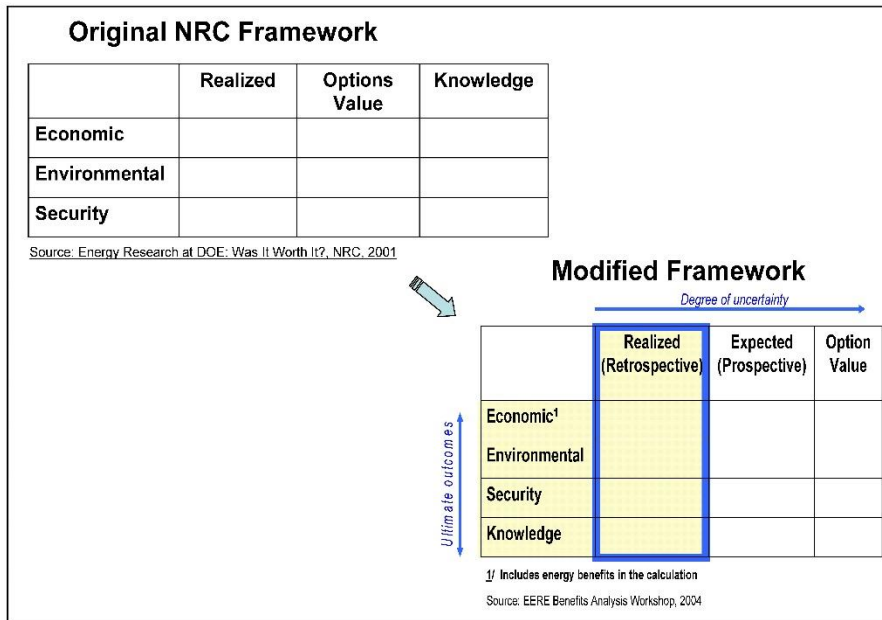 Original NRC Framework
Realized
Options
Value
Knowledge
Economic
Environmental
Security
Source: Energy Research at DOE: Was It Worth It?, NRC, 2001
Modified Framework
Degree of uncertainty
Realized
(Retrospective)
Expected
(Prospective)
Option
Value
Ultimate outcomes
Economic¹
Environmental
Security
Knowledge
1/ Includes energy benefits in the calculation
Source: EERE Benefits Analysis Workshop, 2004